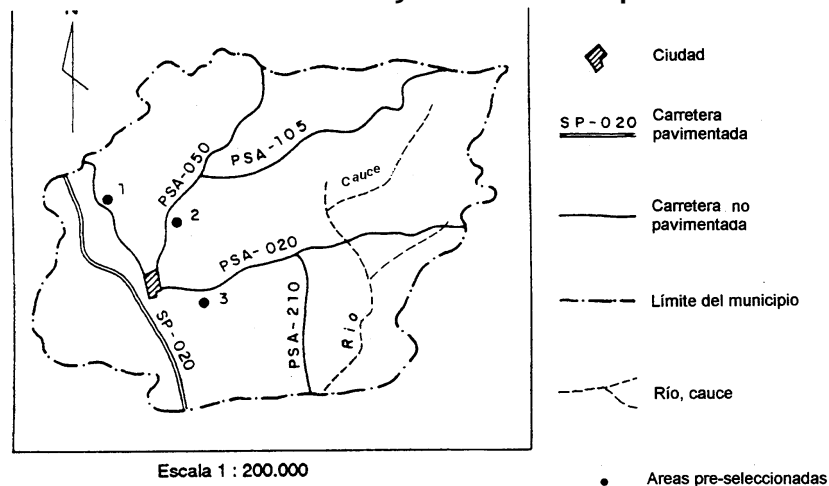 N
1
PSA-050
PSA-105
2
Cauce
PSA-020
3
SP-020
PSA-210
Río
Escala 1 : 200.000
Ciudad
SP-020
Carretera
pavimentada
Carretera no
pavimentada
Límite del municipio
Río, cauce
Areas pre-seleccionadas